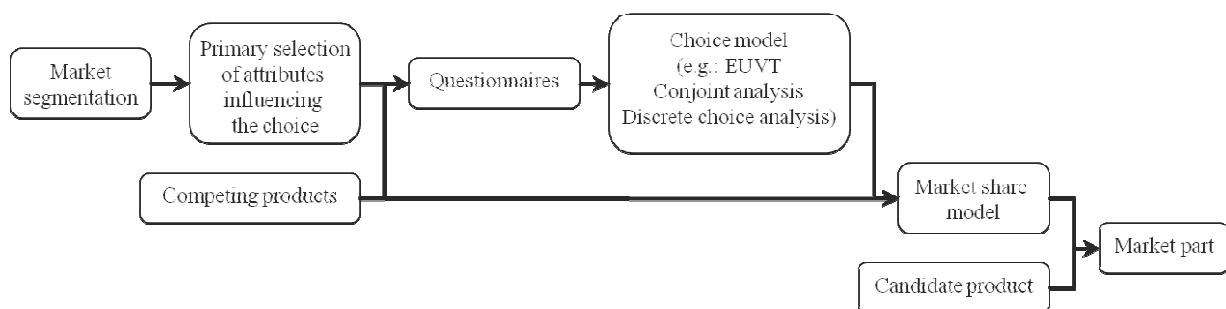 Market
segmentation
Primary selection
of attributes
influencing
the choice
Questionnaires
Choice model
(e.g.: EUVT
Conjoint analysis
Discrete choice analysis)
Competing products
Market share
model
Candidate product
Market part